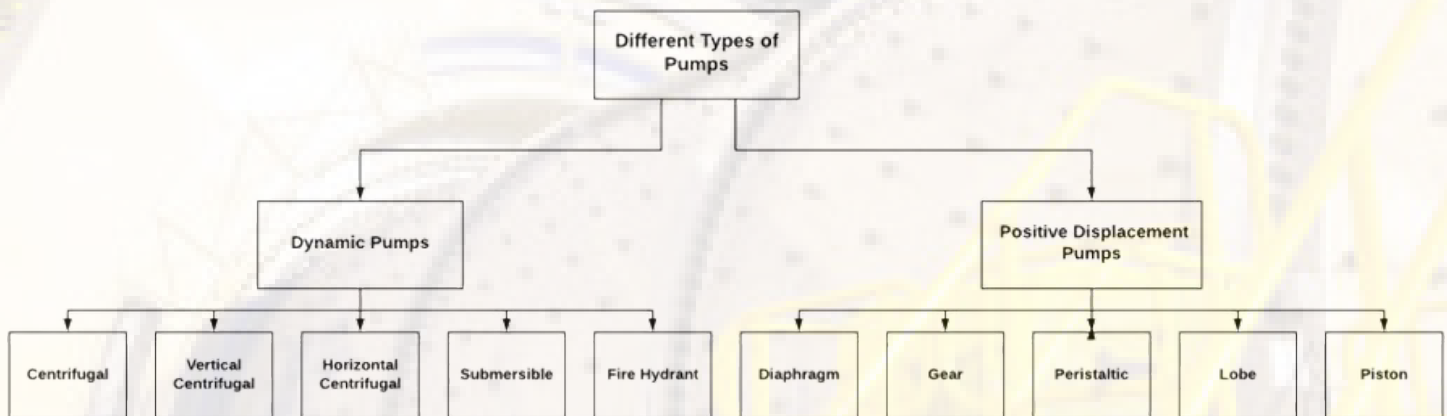 Different Types of
Pumps
Dynamic Pumps
Positive Displacement
Pumps
Centrifugal
Vertical
Centrifugal
Horizontal
Centrifugal
Submersible
Fire Hydrant
Diaphragm
Gear
Peristaltic
Lobe
Piston